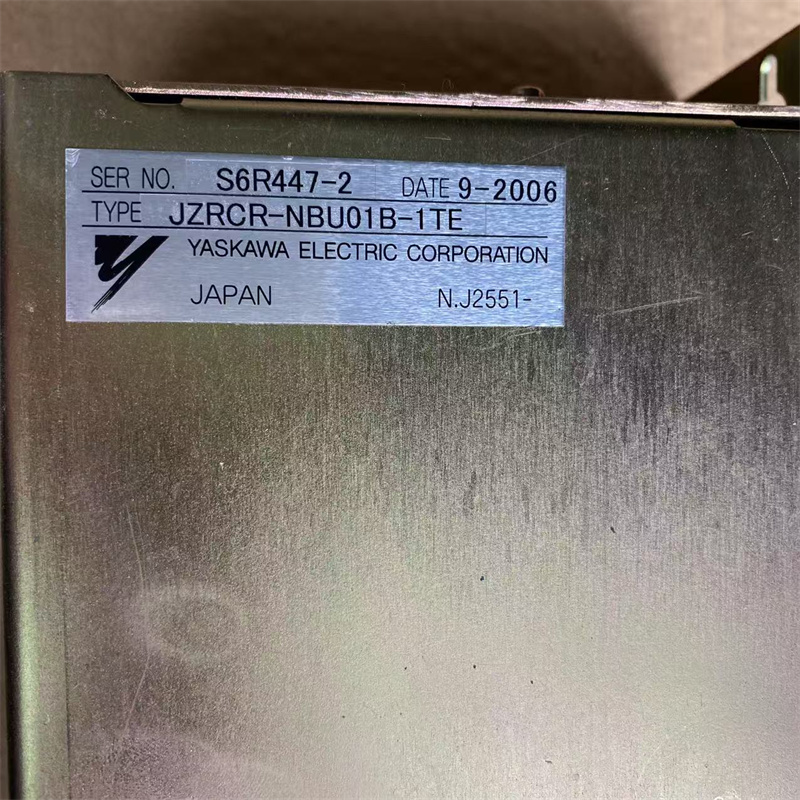 SER NO. S6R447-2 DATE 9-2006
TYPE JZRCR-NBU01B-1TE
YASKAWA ELECTRIC CORPORATION
JAPAN N.J2551-